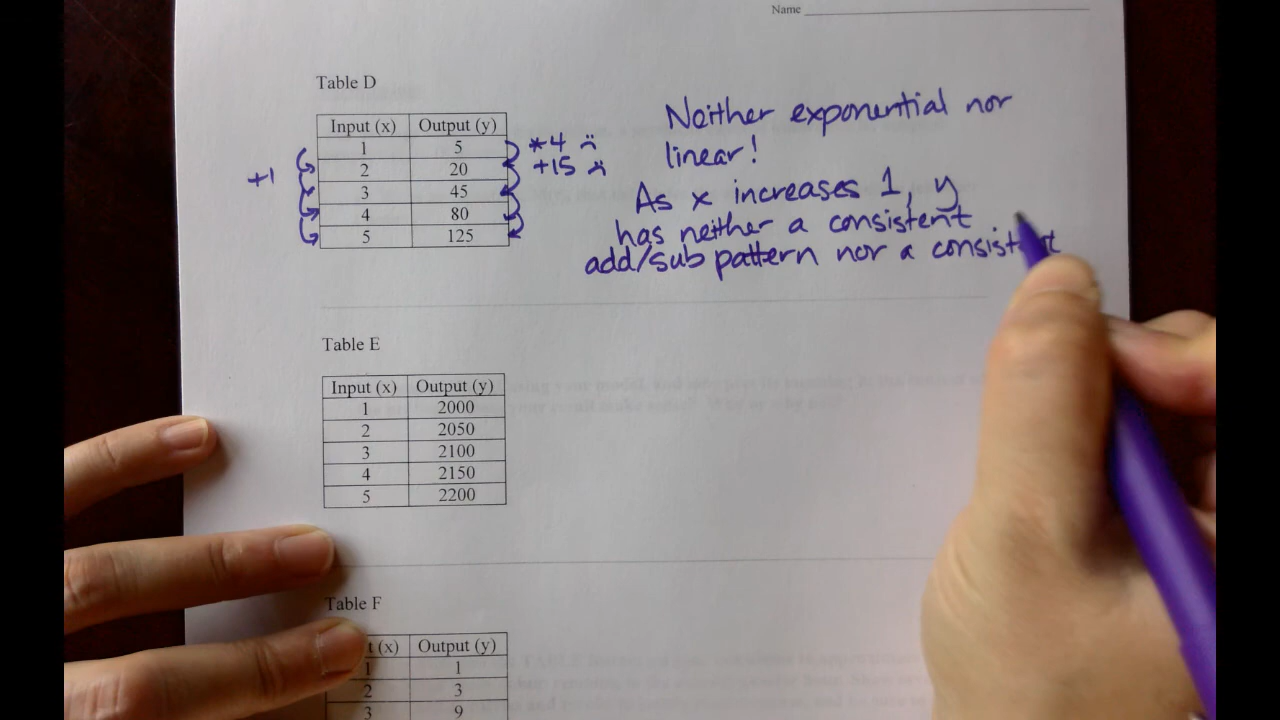 Name
Table D
Input (x) Output (y)
1 5
2 20
3 45
4 80
5 125
+1
*4
+15
Neither exponential nor
linear!
As x increases 1, y
has neither a consistent
add/sub pattern nor a consistent
Table E
Input (x) Output (y)
1 2000
2 2050
3 2100
4 2150
5 2200
Table F
t (x) Output (y)
1 1
2 3
3 9